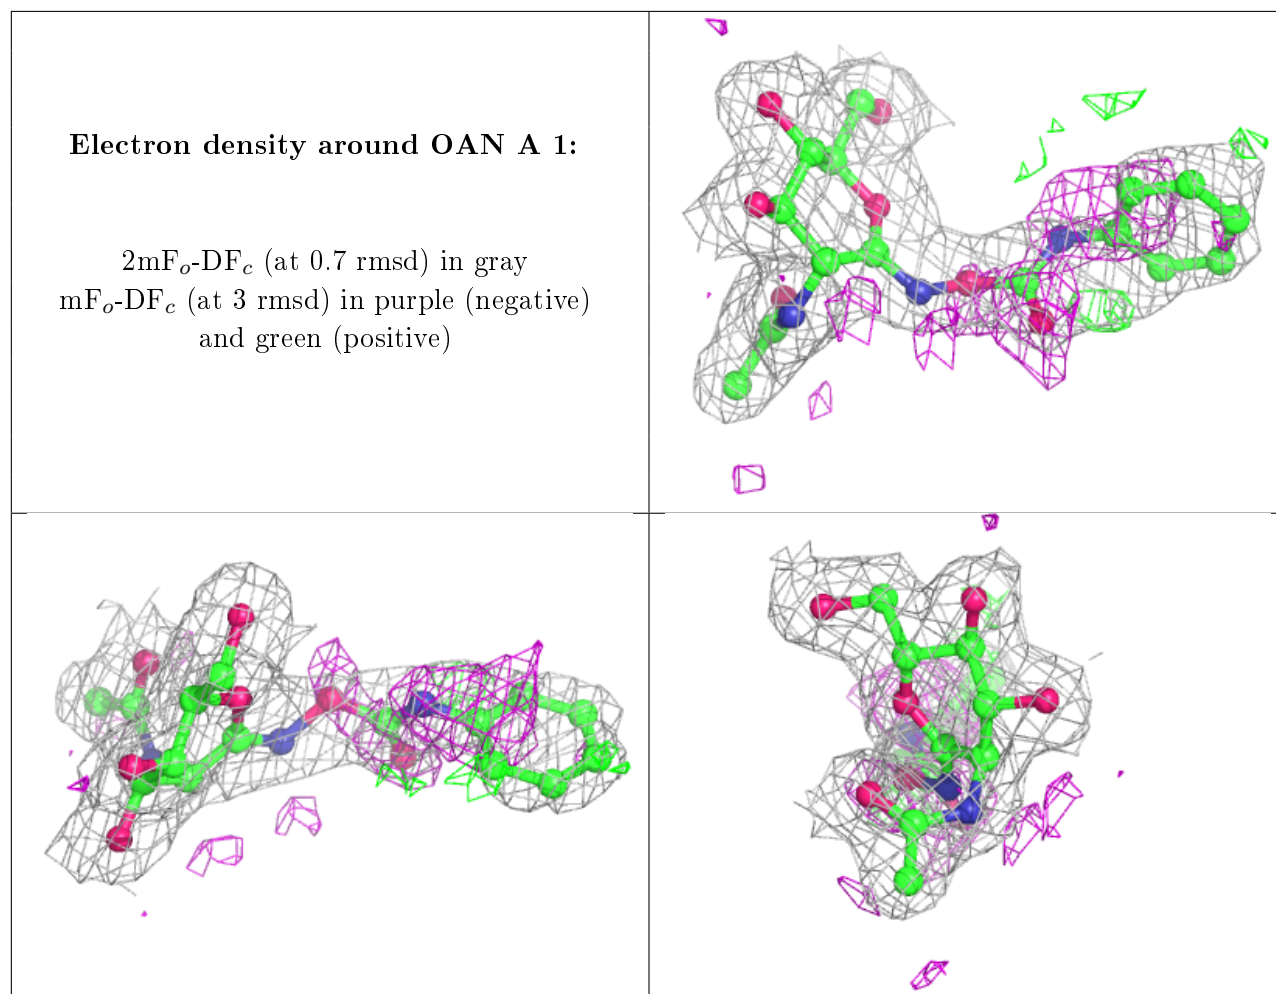 Electron density around OAN A 1:
2mFₒ-DF𝒸 (at 0.7 rmsd) in gray
mFₒ-DF𝒸 (at 3 rmsd) in purple (negative)
and green (positive)